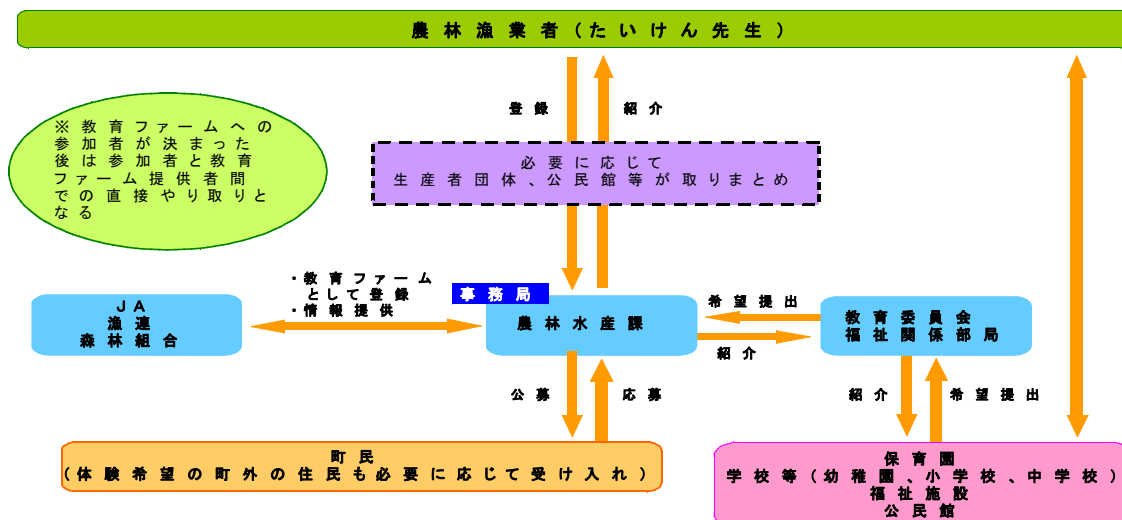 農林漁業者(たいけん先生)
登録
紹介
※教育ファームへの
参加者が決まった
後は参加者と教育
ファーム提供者間
での直接やり取りと
なる
必要に応じて
生産者団体、公民館等が取りまとめ
・教育ファーム
として登録
・情報提供
事務局
JA
漁連
森林組合
農林水産課
希望提出
紹介
教育委員会
福祉関係部局
公募
応募
紹介
希望提出
町民
(体験希望の町外の住民も必要に応じて受け入れ)
保育園
学校等(幼稚園、小学校、中学校)
福祉施設
公民館